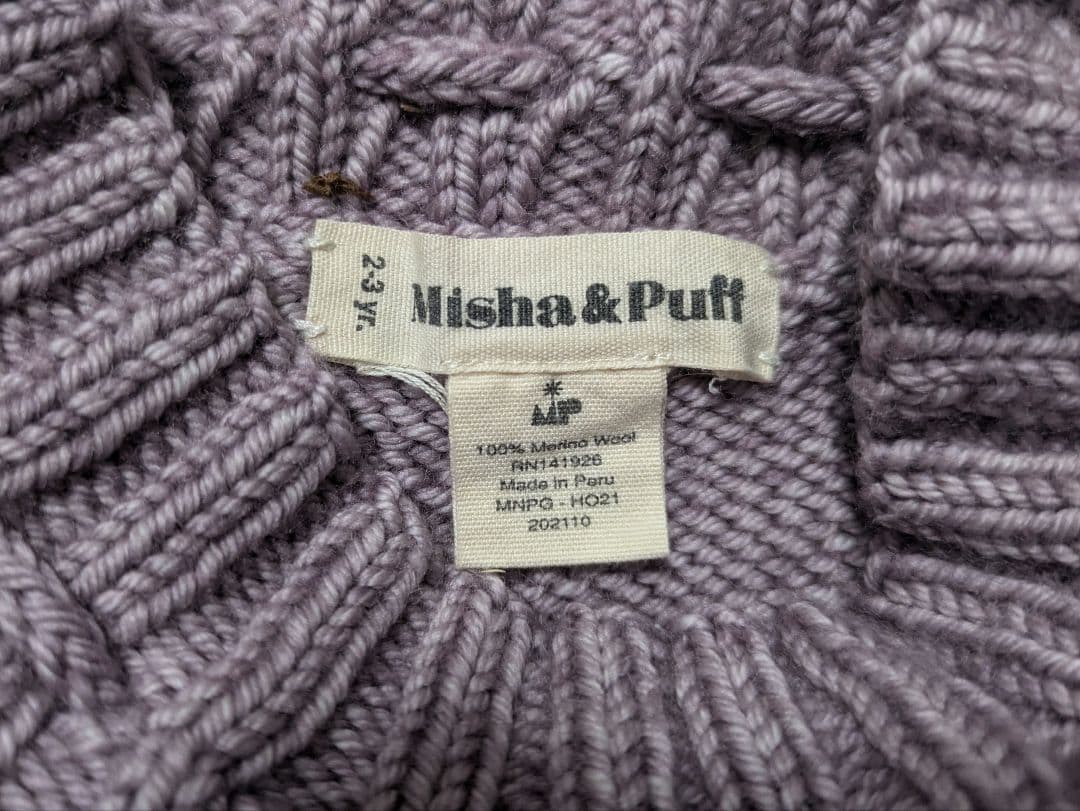 2-3 yr.
Misha&Puff
MP
100% Merino Wool
RN141926
Made in Peru
MNPG - HO21
202110